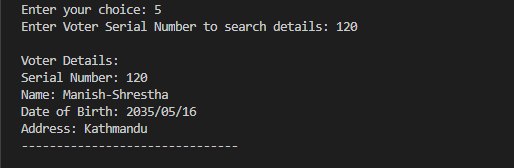 Enter your choice: 5
Enter Voter Serial Number to search details: 120
Voter Details:
Serial Number: 120
Name: Manish-Shrestha
Date of Birth: 2035/05/16
Address: Kathmandu
-------------------------------